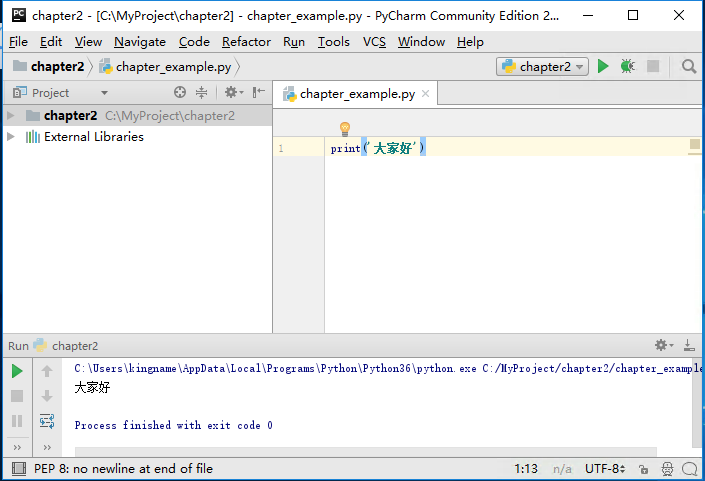 PC chapter2 - [C:\MyProject\chapter2] - chapter_example.py - PyCharm Community Edition 2...
File Edit View Navigate Code Refactor Run Tools VCS Window Help
chapter2 chapter_example.py chapter2
Project chapter_example.py
chapter2 C:\MyProject\chapter2
External Libraries
1 print('大家好')
Run chapter2
C:\Users\kingname\AppData\Local\Programs\Python\Python36\python.exe C:/MyProject/chapter2/chapter_example
大家好
Process finished with exit code 0
PEP 8: no newline at end of file 1:13 n/a UTF-8